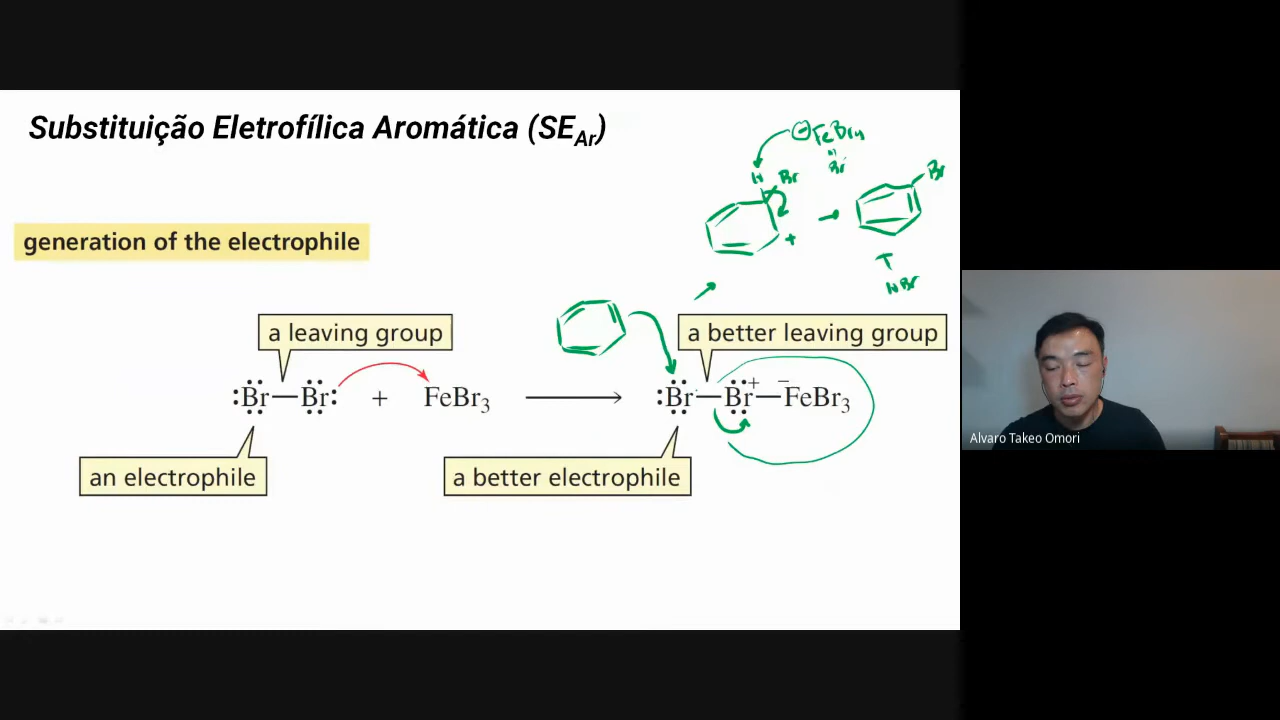 Substituição Eletrofílica Aromática (SEAr)
generation of the electrophile
⊖FeBr4
Br
H Br
Br
+
HBr
a leaving group
a better leaving group
:Br—Br: + FeBr3 ⟶ :Br—Br+—−FeBr3
an electrophile
a better electrophile
Alvaro Takeo Omori